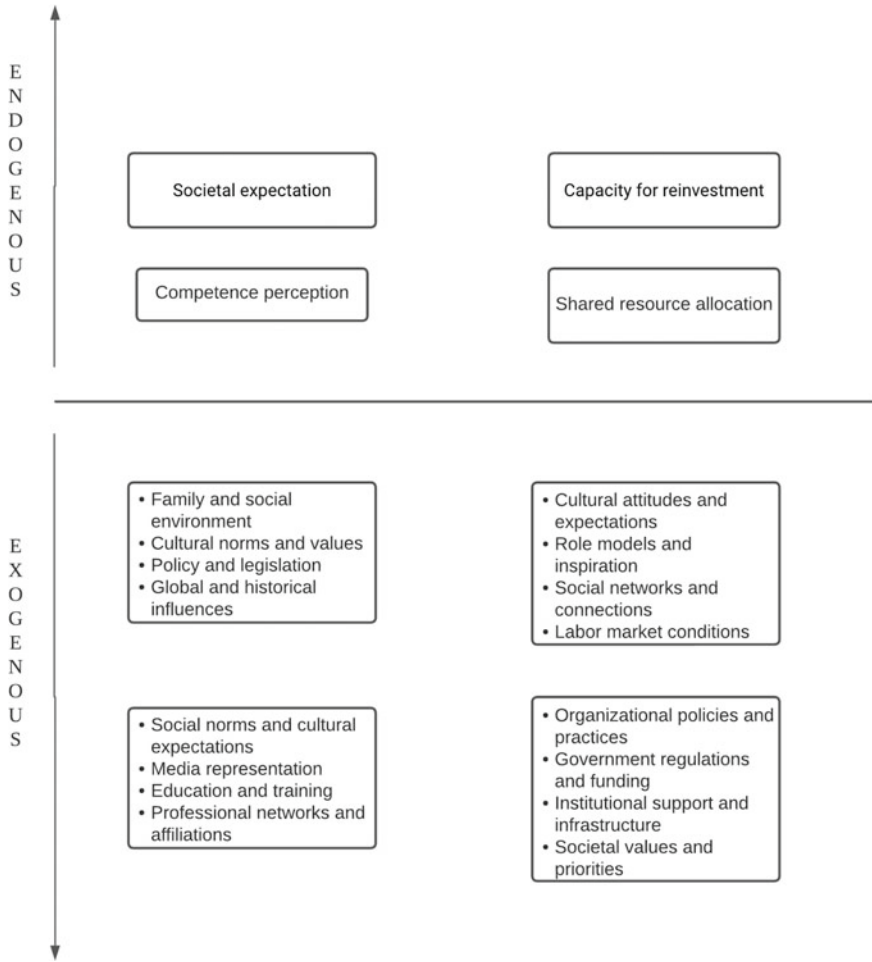 ENDOGENOUS
Societal expectation
Capacity for reinvestment
Competence perception
Shared resource allocation
EXOGENOUS
• Family and social
environment
• Cultural norms and values
• Policy and legislation
• Global and historical
influences
• Cultural attitudes and
expectations
• Role models and
inspiration
• Social networks and
connections
• Labor market conditions
• Social norms and cultural
expectations
• Media representation
• Education and training
• Professional networks and
affiliations
• Organizational policies and
practices
• Government regulations
and funding
• Institutional support and
infrastructure
• Societal values and
priorities